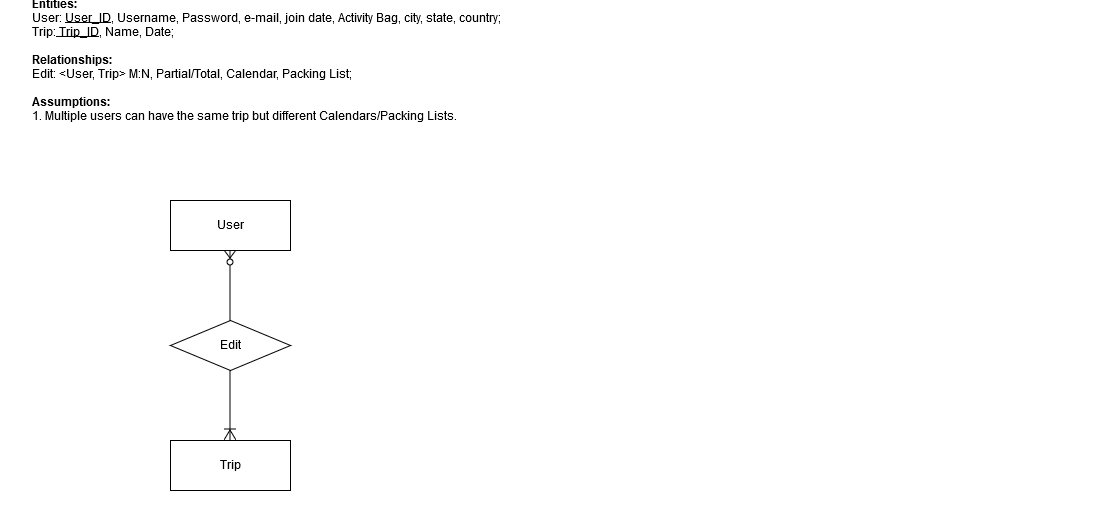 Entities:
User: User_ID, Username, Password, e-mail, join date, Activity Bag, city, state, country;
Trip: Trip_ID, Name, Date;
Relationships:
Edit: <User, Trip> M:N, Partial/Total, Calendar, Packing List;
Assumptions:
1. Multiple users can have the same trip but different Calendars/Packing Lists.
User
Edit
Trip